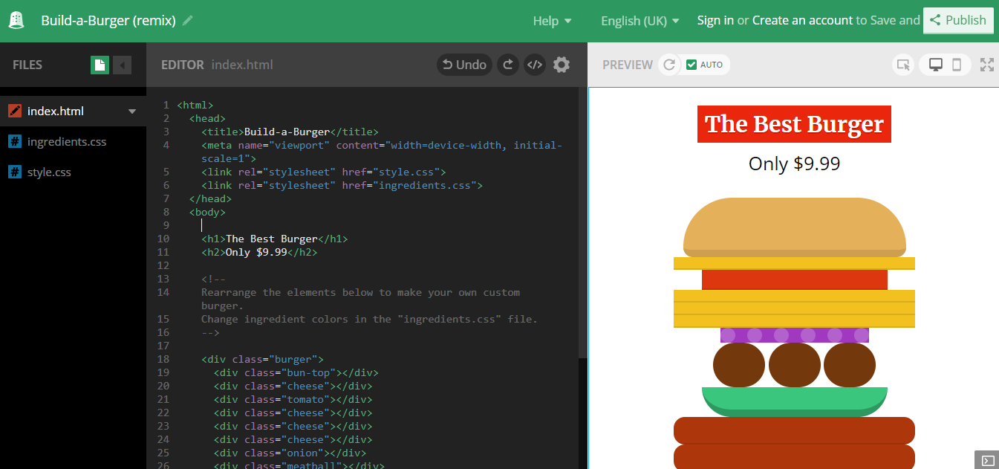 Build-a-Burger (remix)
Help
English (UK)
Sign in or Create an account to Save and
Publish
FILES
EDITOR index.html
Undo
</>
PREVIEW
AUTO
index.html
# ingredients.css
# style.css
1 <html>
2 <head>
3 <title>Build-a-Burger</title>
4 <meta name="viewport" content="width=device-width, initial-
scale=1">
5 <link rel="stylesheet" href="style.css">
6 <link rel="stylesheet" href="ingredients.css">
7 </head>
8 <body>
9
10 <h1>The Best Burger</h1>
11 <h2>Only $9.99</h2>
12
13 <!--
14 Rearrange the elements below to make your own custom
burger.
15 Change ingredient colors in the "ingredients.css" file.
16 -->
17
18 <div class="burger">
19 <div class="bun-top"></div>
20 <div class="cheese"></div>
21 <div class="tomato"></div>
22 <div class="cheese"></div>
23 <div class="cheese"></div>
24 <div class="cheese"></div>
25 <div class="onion"></div>
26 <div class="meatball"></div>
The Best Burger
Only $9.99